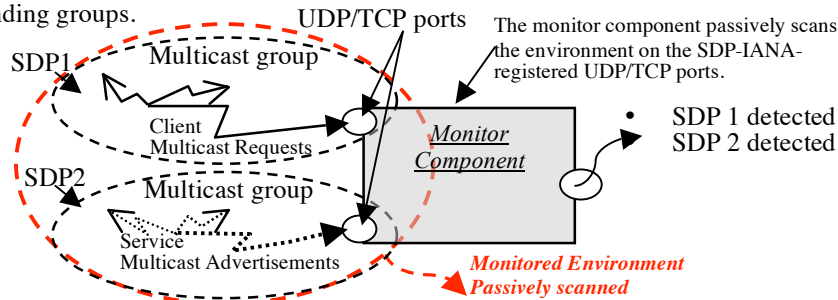 nding groups.
UDP/TCP ports
The monitor component passively scans
the environment on the SDP-IANA-
registered UDP/TCP ports.
SDP1
Multicast group
Client
Multicast Requests
Monitor
Component
• SDP 1 detected
SDP 2 detected
SDP2
Multicast group
Service
Multicast Advertisements
Monitored Environment
Passively scanned